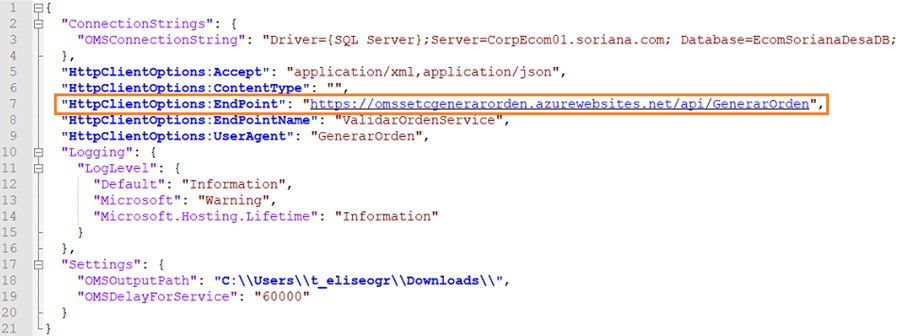 1 {
2 "ConnectionStrings": {
3 "OMSConnectionString": "Driver={SQL Server};Server=CorpEcom01.soriana.com; Database=EcomSorianaDesaDB;
4 },
5 "HttpClientOptions:Accept": "application/xml,application/json",
6 "HttpClientOptions:ContentType": "",
7 "HttpClientOptions:EndPoint": "https://omssetcgenerarorden.azurewebsites.net/api/GenerarOrden",
8 "HttpClientOptions:EndPointName": "ValidarOrdenService",
9 "HttpClientOptions:UserAgent": "GenerarOrden",
10 "Logging": {
11 "LogLevel": {
12 "Default": "Information",
13 "Microsoft": "Warning",
14 "Microsoft.Hosting.Lifetime": "Information"
15 }
16 },
17 "Settings": {
18 "OMSOutputPath": "C:\\Users\\t_eliseogr\\Downloads\\",
19 "OMSDelayForService": "60000"
20 }
21 }